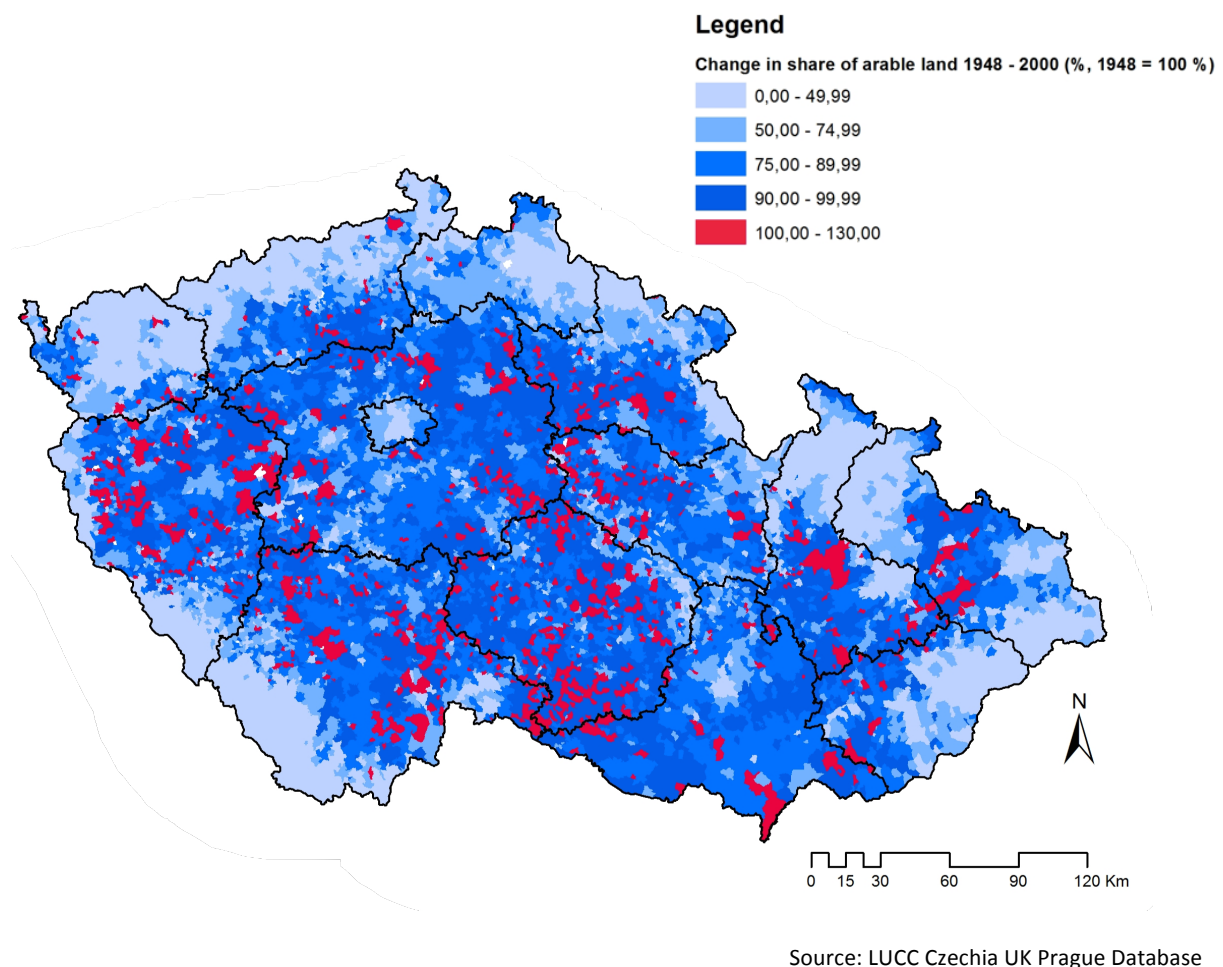 Legend
Change in share of arable land 1948 - 2000 (%, 1948 = 100 %)
0,00 - 49,99
50,00 - 74,99
75,00 - 89,99
90,00 - 99,99
100,00 - 130,00
N
0 15 30 60 90 120 Km
Source: LUCC Czechia UK Prague Database